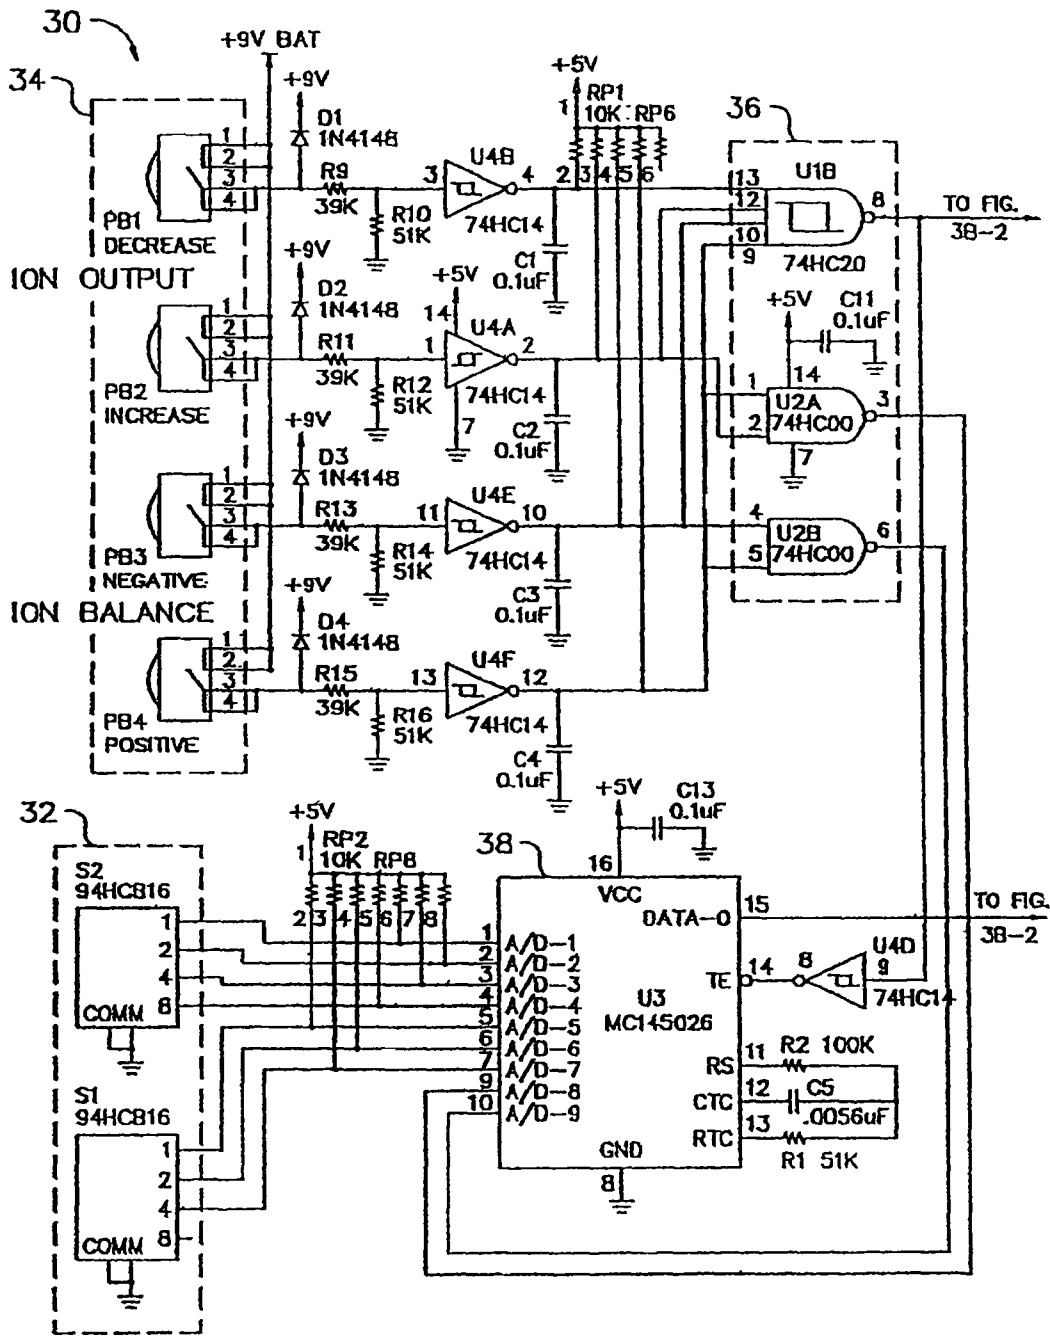 30
+9V BAT
34
+9V
+5V
1
RP1
10K
RP6
36
D1
1N4148
U4B
U1B
1
2
3
4
R9
39K
3
4
2
3
4
5
6
13
12
10
9
8
TO FIG.
3B-2
PB1
DECREASE
R10
51K
74HC14
C1
0.1uF
74HC20
ION OUTPUT
+9V
D2
1N4148
+5V
14
U4A
+5V
C11
0.1uF
1
2
3
4
R11
39K
1
2
14
PB2
INCREASE
R12
51K
74HC14
7
C2
0.1uF
1
2
U2A
74HC00
3
7
+9V
D3
1N4148
U4E
1
2
3
4
R13
39K
11
10
4
5
U2B
74HC00
6
PB3
NEGATIVE
R14
51K
74HC14
C3
0.1uF
ION BALANCE
+9V
D4
1N4148
U4F
1
2
3
4
R15
39K
13
12
PB4
POSITIVE
R16
51K
74HC14
C4
0.1uF
+5V
C13
0.1uF
32
+5V
1
RP2
10K
RP8
38
16
S2
94HCB16
VCC
DATA-O
15
TO FIG.
3B-2
2
3
4
5
6
7
8
1
2
4
8
COMM
1
2
3
4
5
6
7
9
10
A/D-1
A/D-2
A/D-3
A/D-4
A/D-5
A/D-6
A/D-7
A/D-8
A/D-9
U3
MC145026
TE
14
8
U4D
9
74HC14
RS
11
R2 100K
CTC
12
C5
.0056uF
RTC
13
R1 51K
GND
8
S1
94HCB16
1
2
4
8
COMM